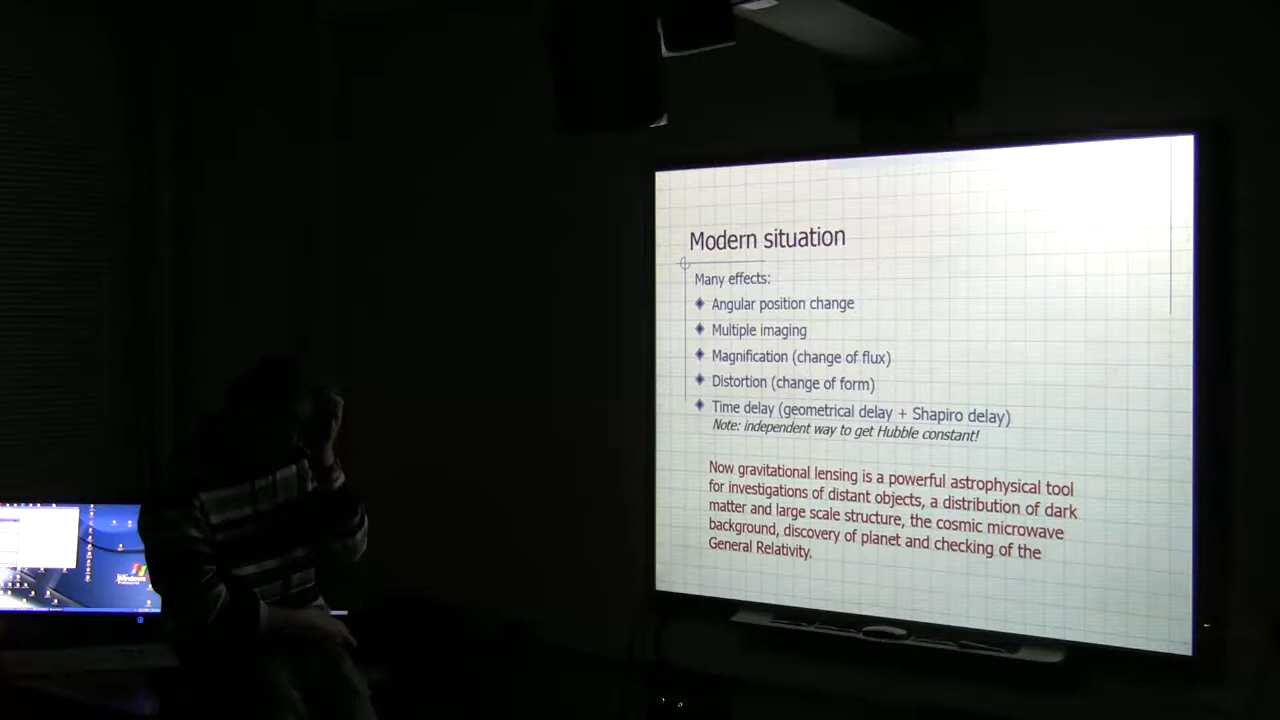 Modern situation
Many effects:
Angular position change
Multiple imaging
Magnification (change of flux)
Distortion (change of form)
Time delay (geometrical delay + Shapiro delay)
Note: independent way to get Hubble constant!
Now gravitational lensing is a powerful astrophysical tool
for investigations of distant objects, a distribution of dark
matter and large scale structure, the cosmic microwave
background, discovery of planet and checking of the
General Relativity.
Windows